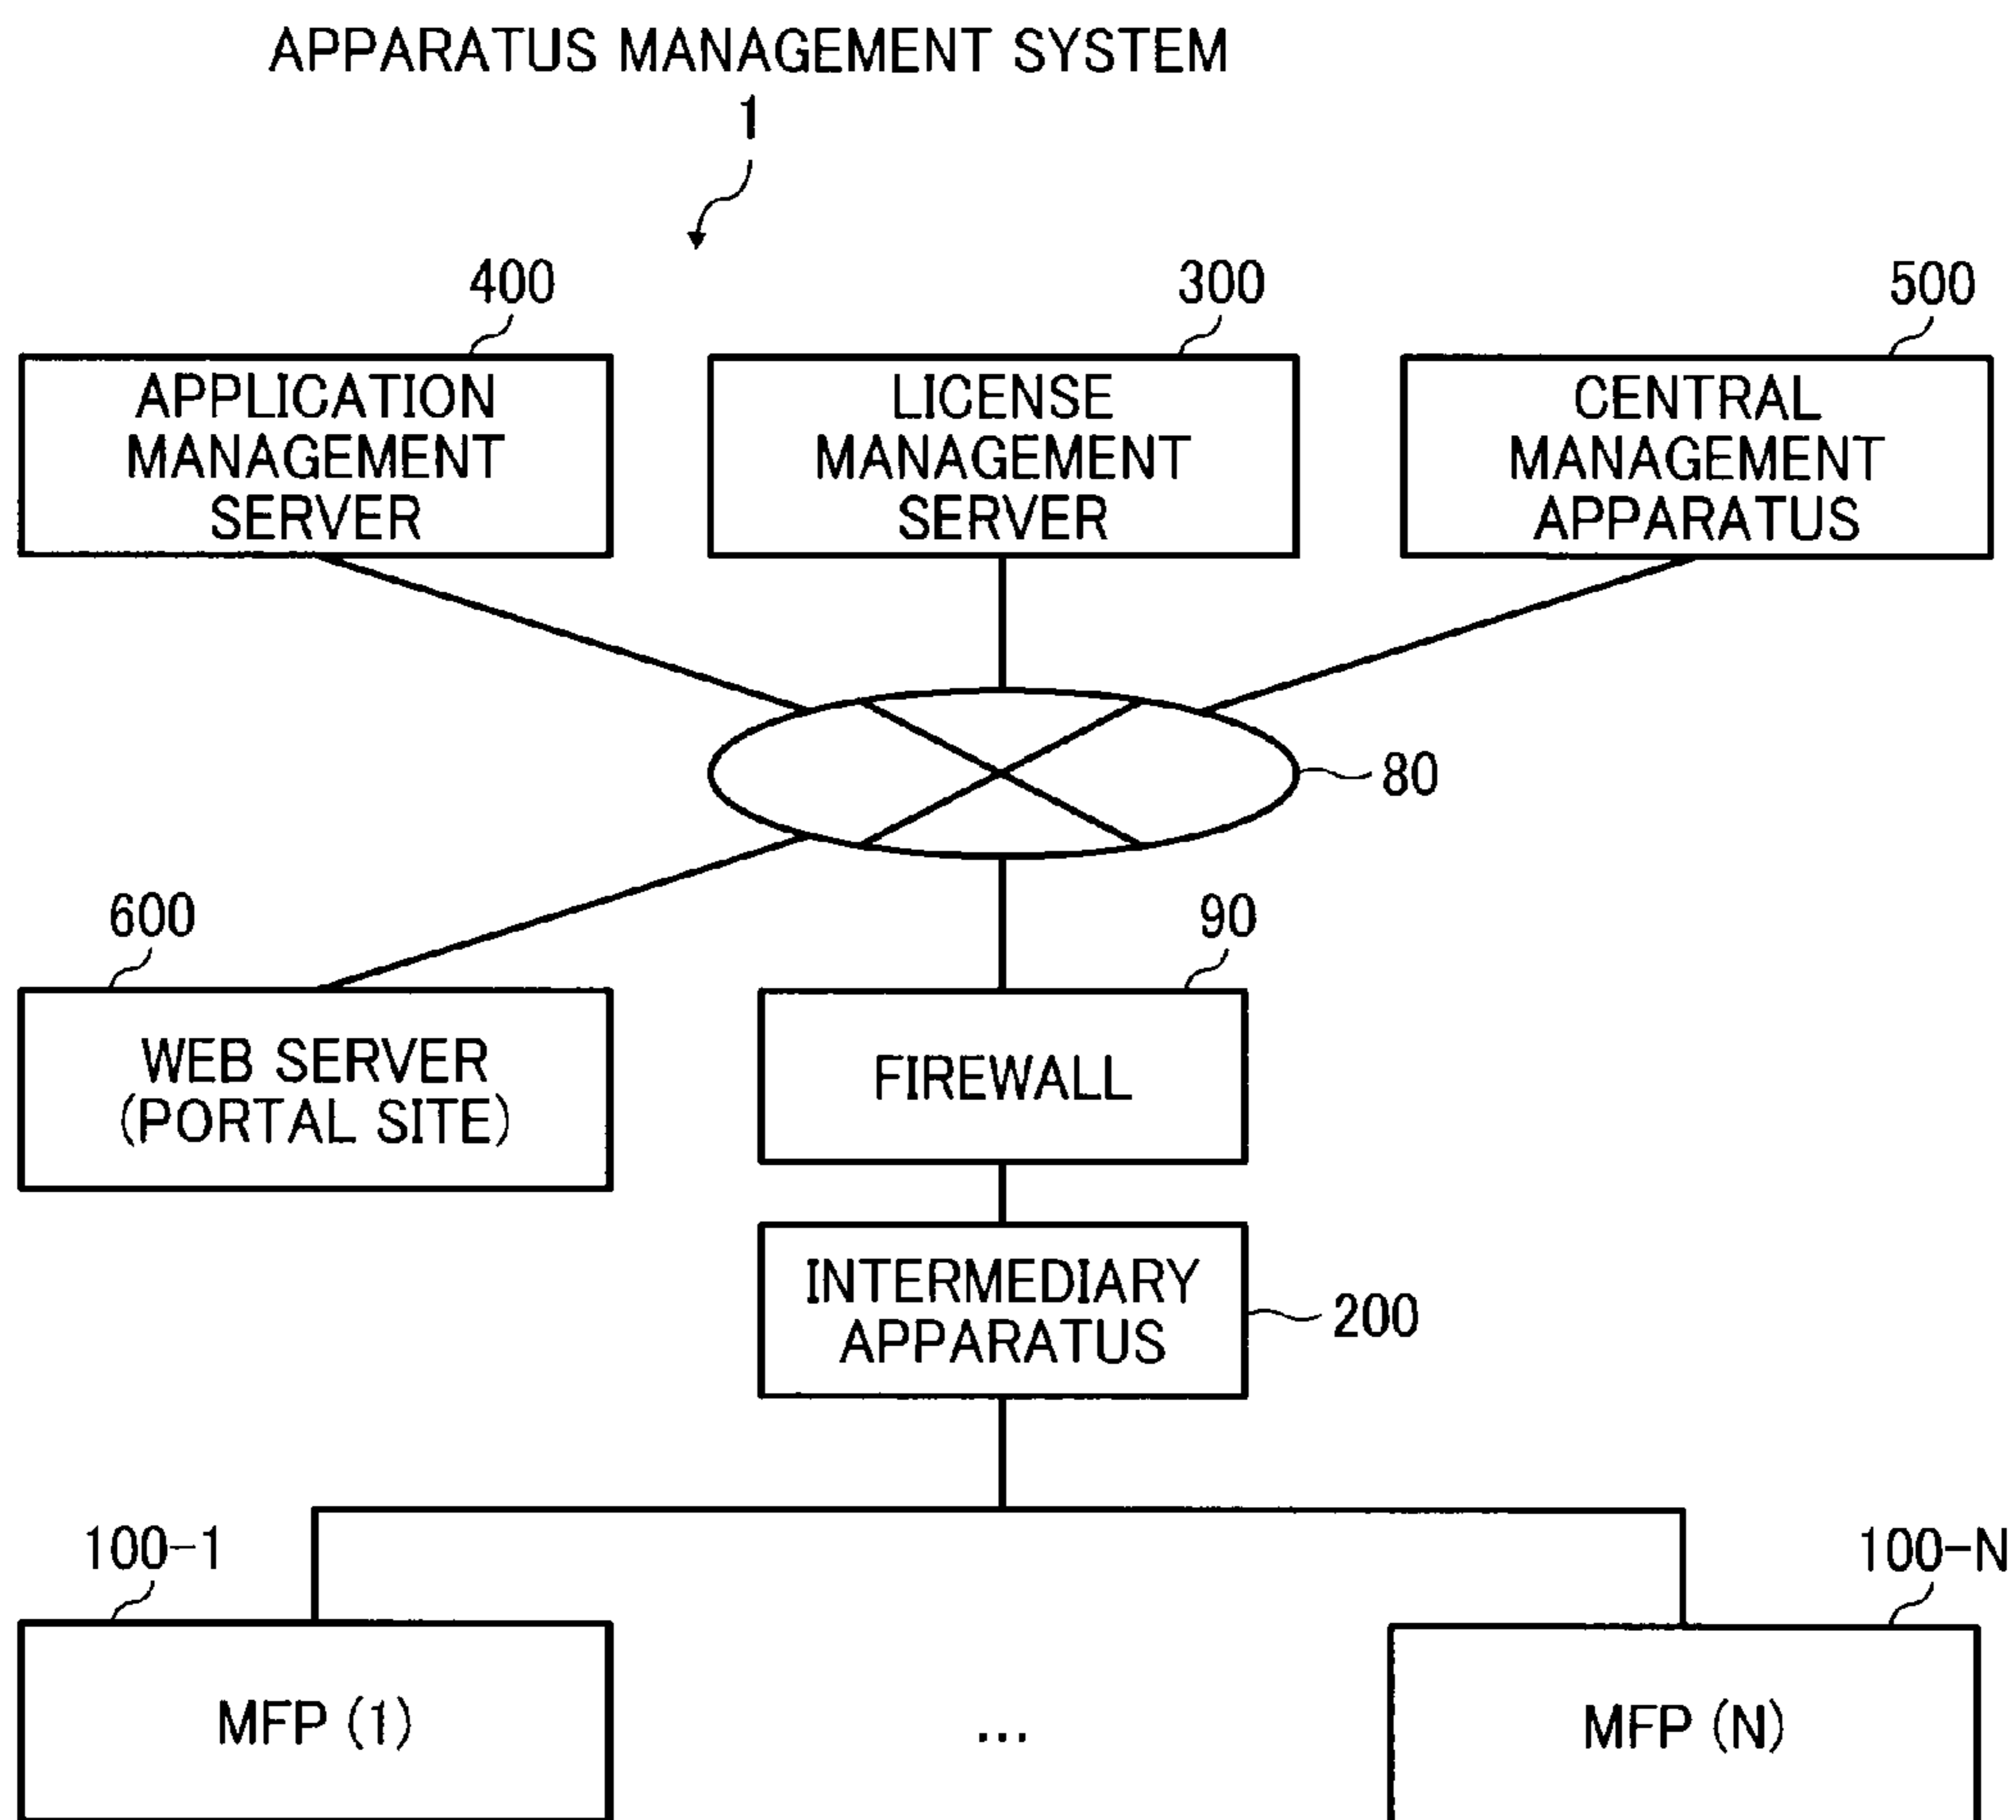 APPARATUS MANAGEMENT SYSTEM
1
400
300
500
APPLICATION
MANAGEMENT
SERVER
LICENSE
MANAGEMENT
SERVER
CENTRAL
MANAGEMENT
APPARATUS
80
600
90
WEB SERVER
(PORTAL SITE)
FIREWALL
INTERMEDIARY
APPARATUS
200
100-1
100-N
MFP (1)
...
MFP (N)